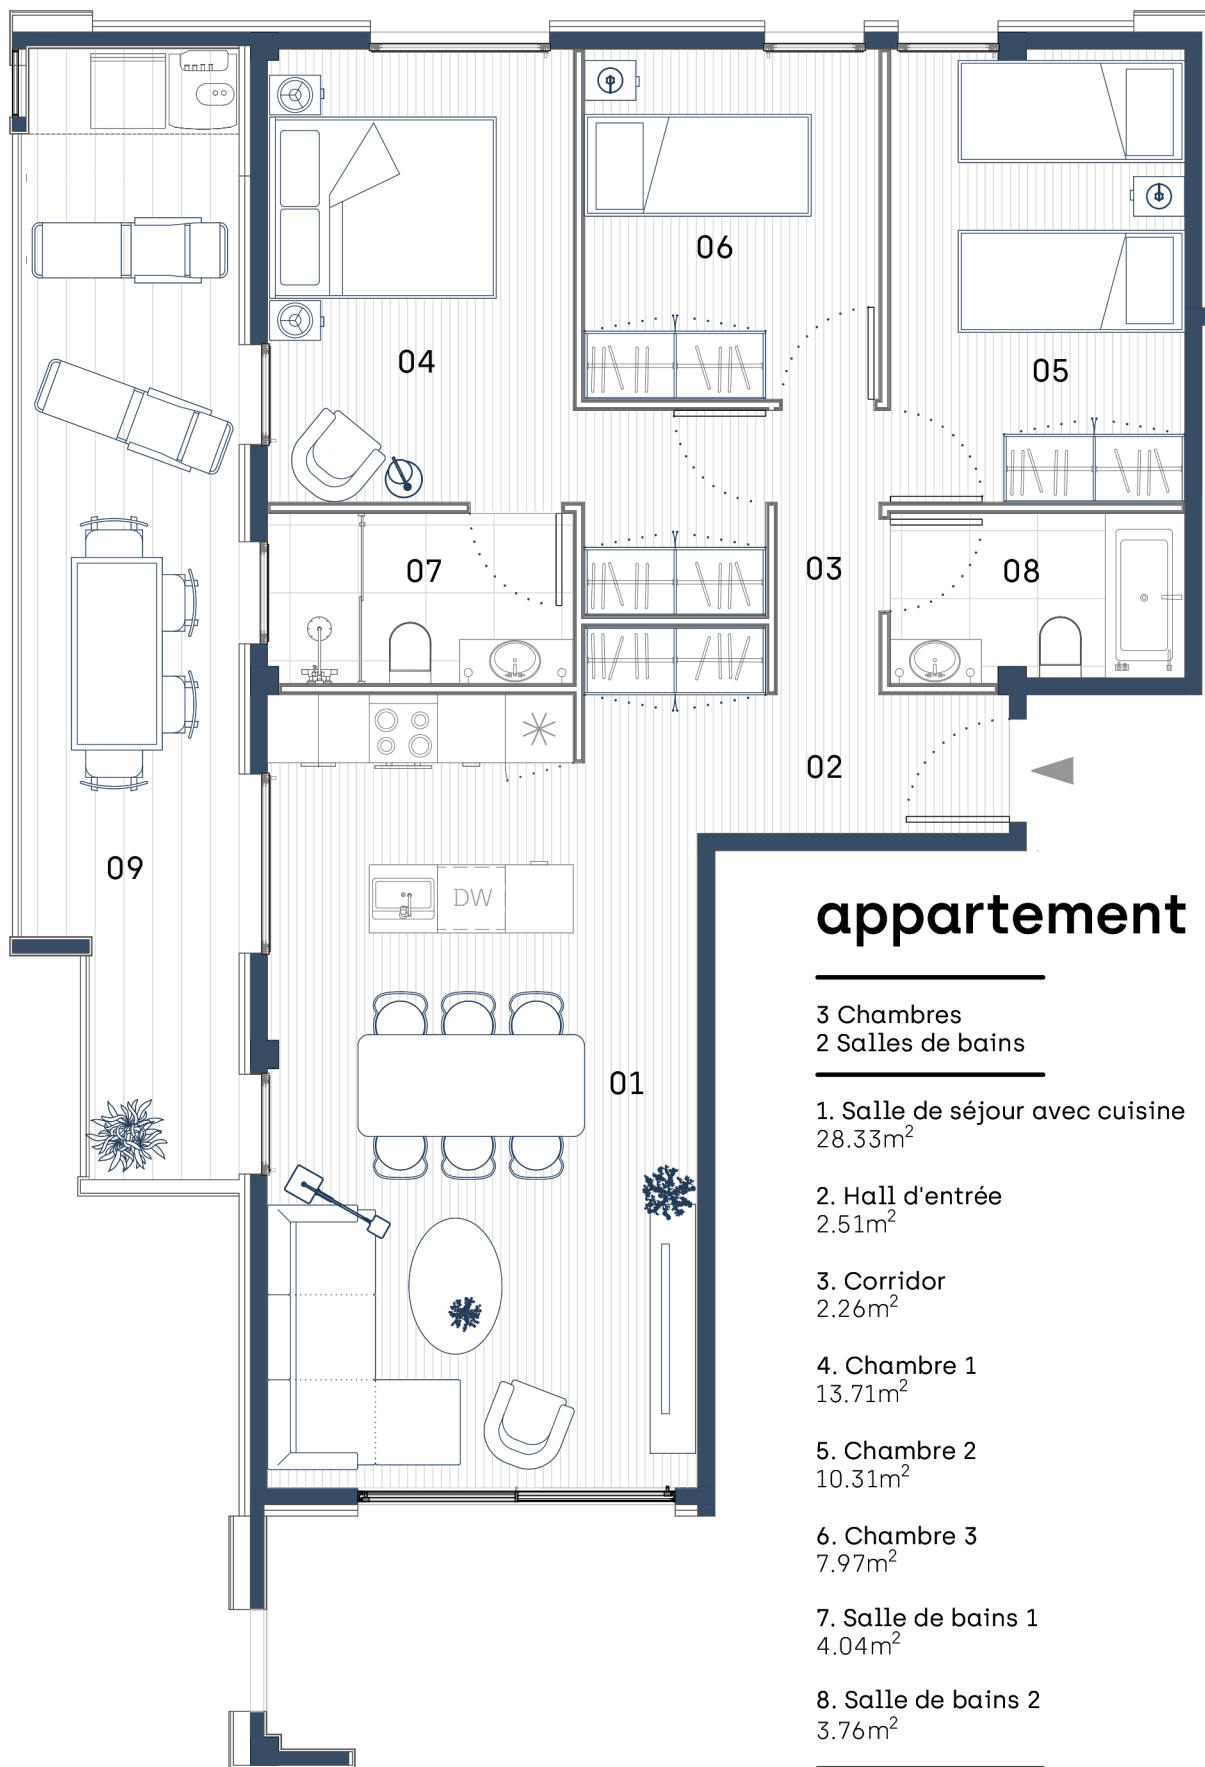 06
04
05
07
03
08
02
09
DW
01
appartement
3 Chambres
2 Salles de bains
1. Salle de séjour avec cuisine
28.33m²
2. Hall d'entrée
2.51m²
3. Corridor
2.26m²
4. Chambre 1
13.71m²
5. Chambre 2
10.31m²
6. Chambre 3
7.97m²
7. Salle de bains 1
4.04m²
8. Salle de bains 2
3.76m²